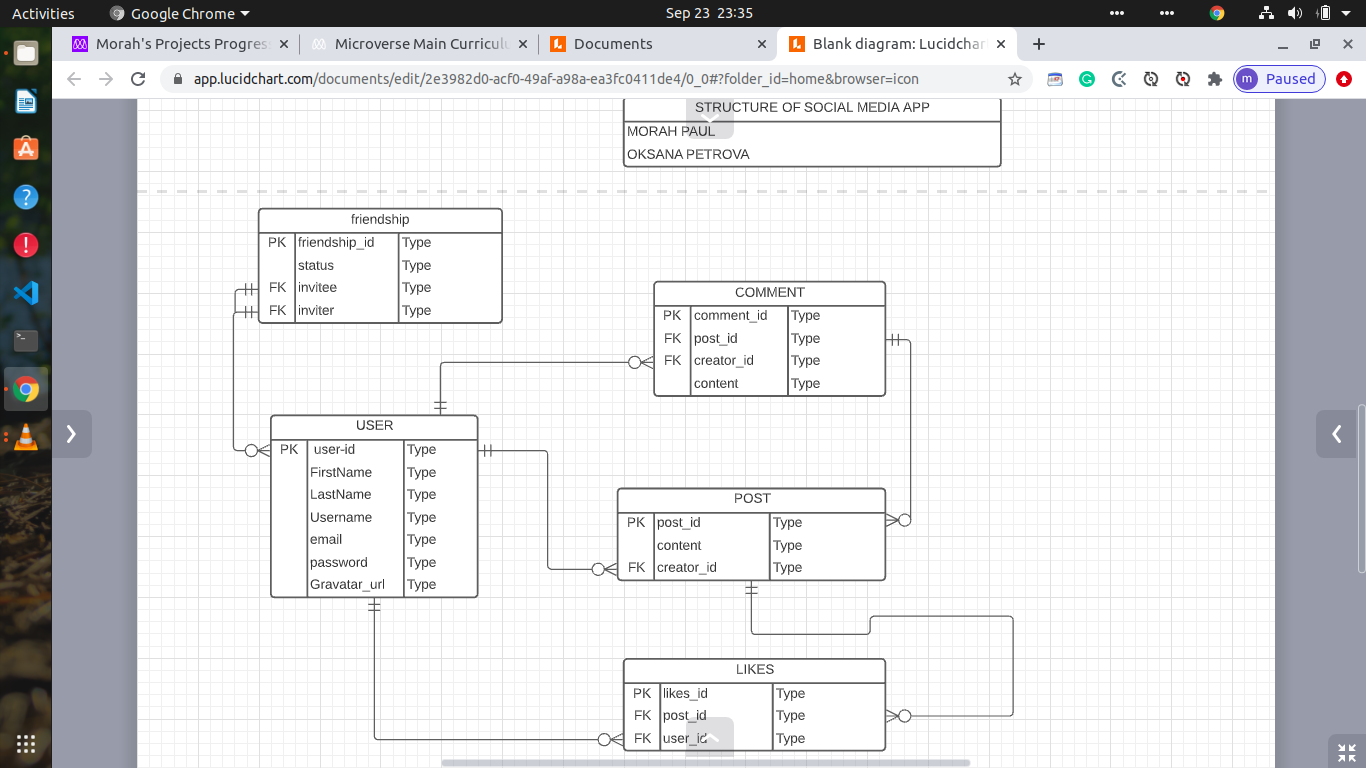 Activities
Google Chrome
Sep 23 23:35
Morah's Projects Progres
Microverse Main Curricul
Documents
Blank diagram: Lucidchar
app.lucidchart.com/documents/edit/2e3982d0-acf0-49af-a98a-ea3fc0411de4/0_0#?folder_id=home&browser=icon
m Paused
STRUCTURE OF SOCIAL MEDIA APP
MORAH PAUL
OKSANA PETROVA
friendship
PK friendship_id Type
status Type
FK invitee Type
FK inviter Type
COMMENT
PK comment_id Type
FK post_id Type
FK creator_id Type
content Type
USER
PK user-id Type
FirstName Type
LastName Type
Username Type
email Type
password Type
Gravatar_url Type
POST
PK post_id Type
content Type
FK creator_id Type
LIKES
PK likes_id Type
FK post_id Type
FK user_id Type